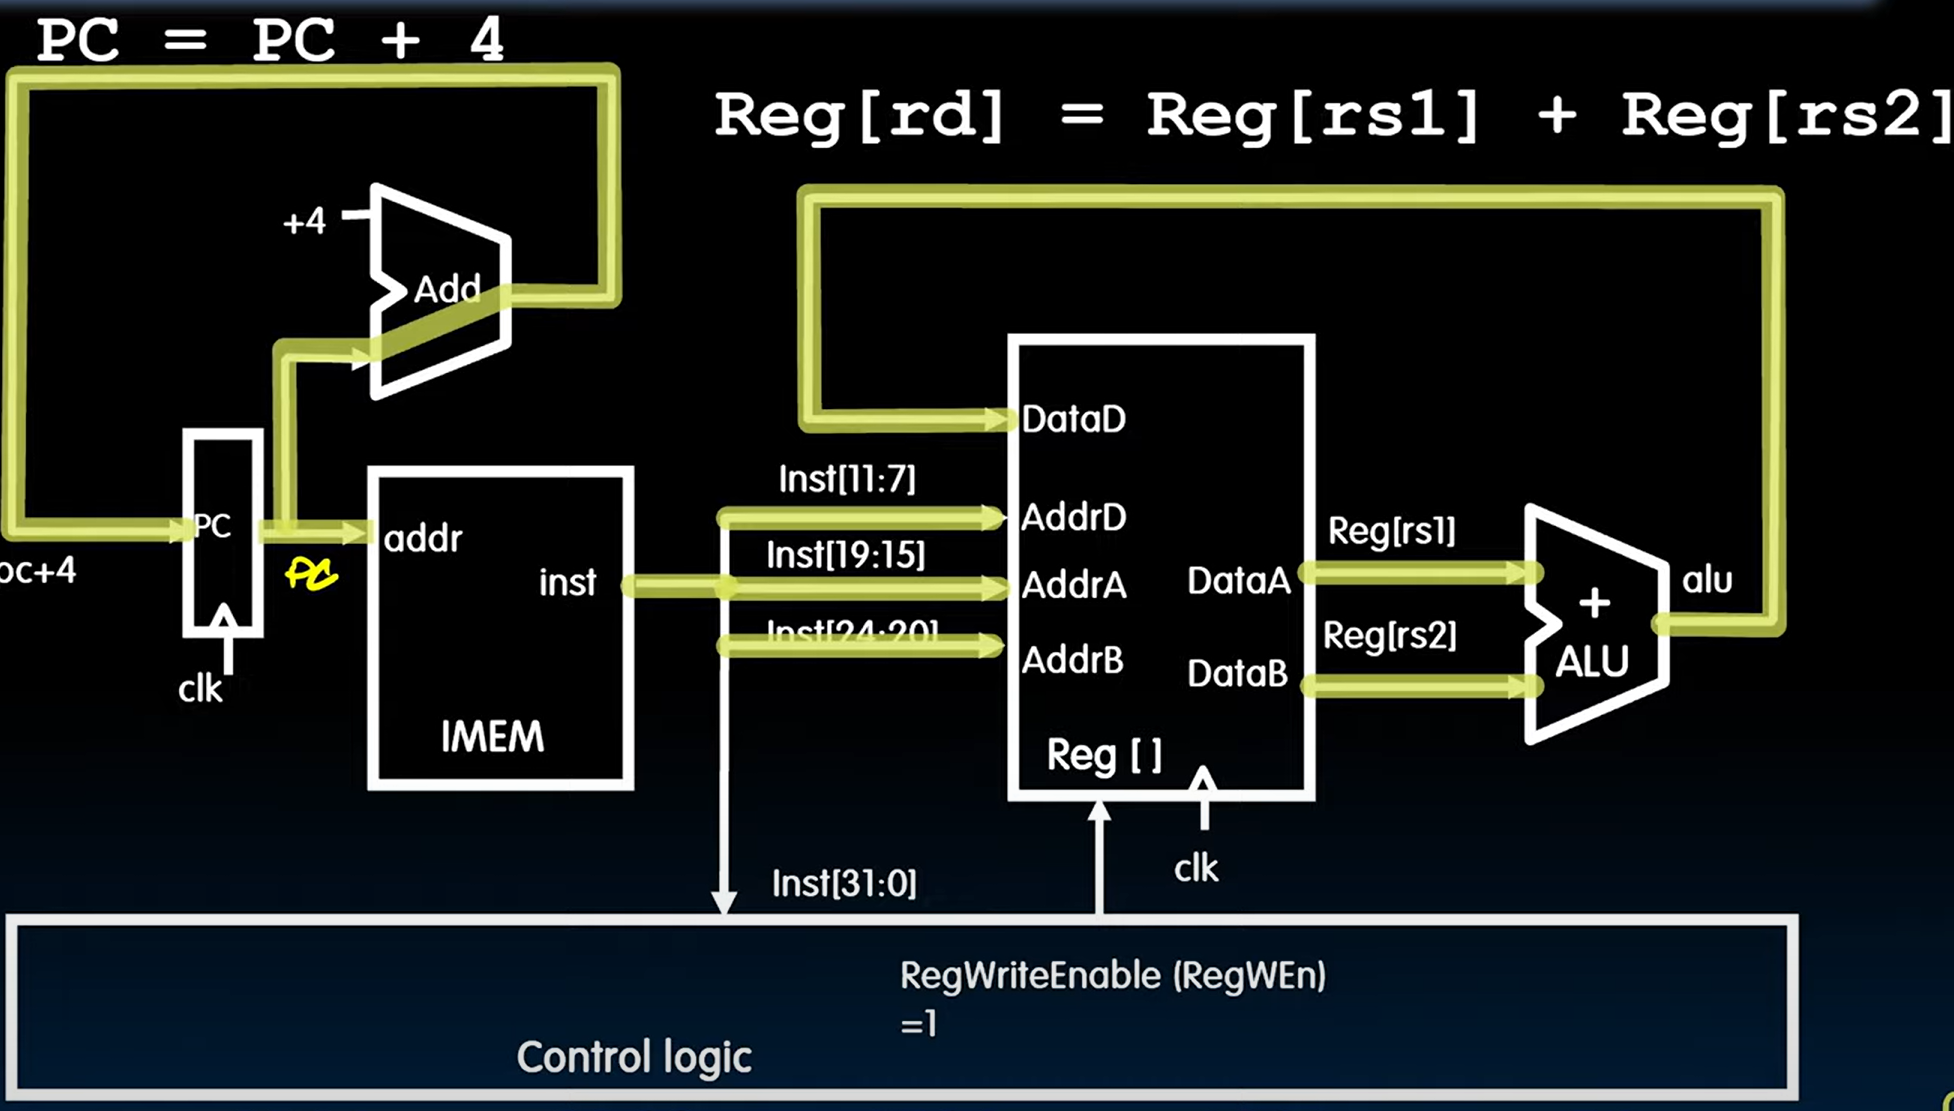 PC = PC + 4
Reg[rd] = Reg[rs1] + Reg[rs2]
+4
Add
DataD
Inst[11:7]
PC
addr
AddrD
Reg[rs1]
Inst[19:15]
pc+4
PC
inst
AddrA
DataA
+
alu
Inst[24:20]
Reg[rs2]
AddrB
DataB
ALU
clk
IMEM
Reg [ ]
clk
Inst[31:0]
RegWriteEnable (RegWEn)
=1
Control logic